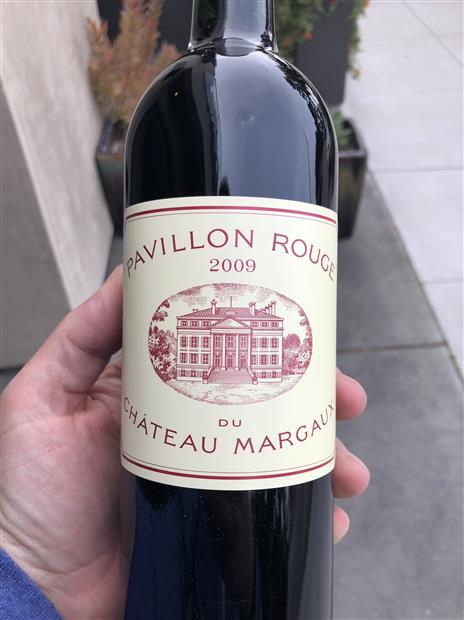 PAVILLON ROUGE
2009
DU
CHÂTEAU MARGAUX